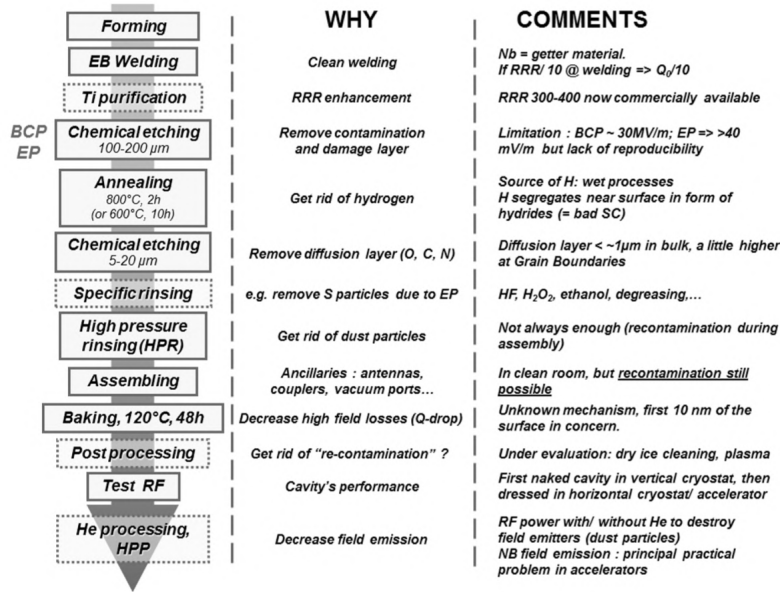 WHY
COMMENTS
Forming
EB Welding
Clean welding
Nb = getter material.
If RRR/ 10 @ welding => Q₀/10
Ti purification
RRR enhancement
RRR 300-400 now commercially available
BCP
EP
Chemical etching
100-200 µm
Remove contamination
and damage layer
Limitation : BCP ~ 30MV/m; EP => >40
mV/m but lack of reproducibility
Annealing
800°C, 2h
(or 600°C, 10h)
Get rid of hydrogen
Source of H: wet processes
H segregates near surface in form of
hydrides (= bad SC)
Chemical etching
5-20 µm
Remove diffusion layer (O, C, N)
Diffusion layer < ~1µm in bulk, a little higher
at Grain Boundaries
Specific rinsing
e.g. remove S particles due to EP
HF, H₂O₂, ethanol, degreasing,…
High pressure
rinsing (HPR)
Get rid of dust particles
Not always enough (recontamination during
assembly)
Assembling
Ancillaries : antennas,
couplers, vacuum ports…
In clean room, but recontamination still
possible
Baking, 120°C, 48h
Decrease high field losses (Q-drop)
Unknown mechanism, first 10 nm of the
surface in concern.
Post processing
Get rid of “re-contamination” ?
Under evaluation: dry ice cleaning, plasma
Test RF
Cavity's performance
First naked cavity in vertical cryostat, then
dressed in horizontal cryostat/ accelerator
He processing,
HPP
Decrease field emission
RF power with/ without He to destroy
field emitters (dust particles)
NB field emission : principal practical
problem in accelerators